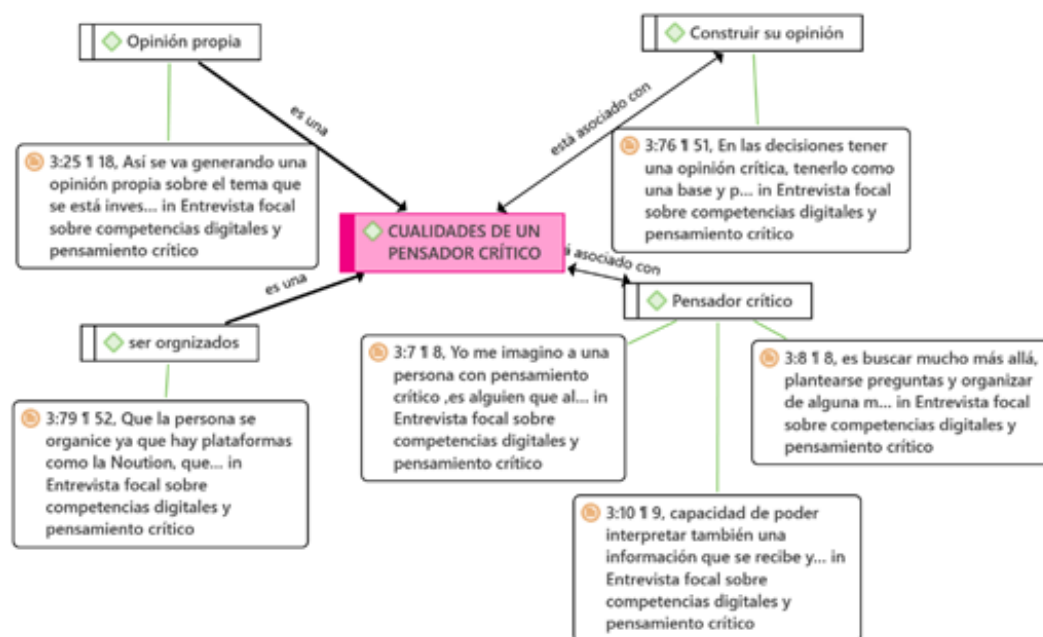 Opinión propia
Construir su opinión
es una
está asociado con
3:25 ¶ 18, Así se va generando una
opinión propia sobre el tema que
se está inves... in Entrevista focal
sobre competencias digitales y
pensamiento crítico
3:76 ¶ 51, En las decisiones tener
una opinión crítica, tenerlo como
una base y p... in Entrevista focal
sobre competencias digitales y
pensamiento crítico
CUALIDADES DE UN
PENSADOR CRÍTICO
es una
á asociado con
Pensador crítico
ser orgnizados
3:7 ¶ 8, Yo me imagino a una
persona con pensamiento
crítico ,es alguien que al... in
Entrevista focal sobre
competencias digitales y
pensamiento crítico
3:8 ¶ 8, es buscar mucho más allá,
plantearse preguntas y organizar
de alguna m... in Entrevista focal
sobre competencias digitales y
pensamiento crítico
3:79 ¶ 52, Que la persona se
organice ya que hay plataformas
como la Noution, que... in
Entrevista focal sobre
competencias digitales y
pensamiento crítico
3:10 ¶ 9, capacidad de poder
interpretar también una
información que se recibe y... in
Entrevista focal sobre
competencias digitales y
pensamiento crítico